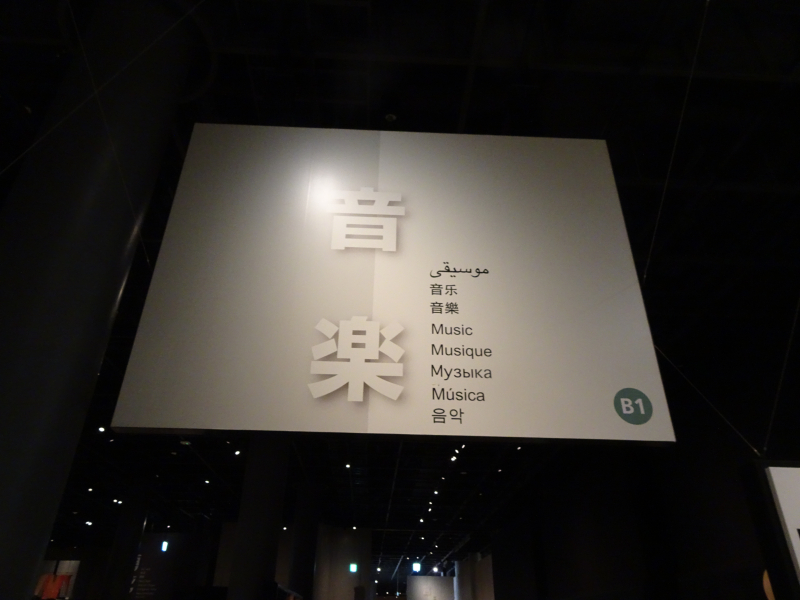 音楽
موسيقى
音乐
音樂
Music
Musique
Музыка
Música
음악
B1